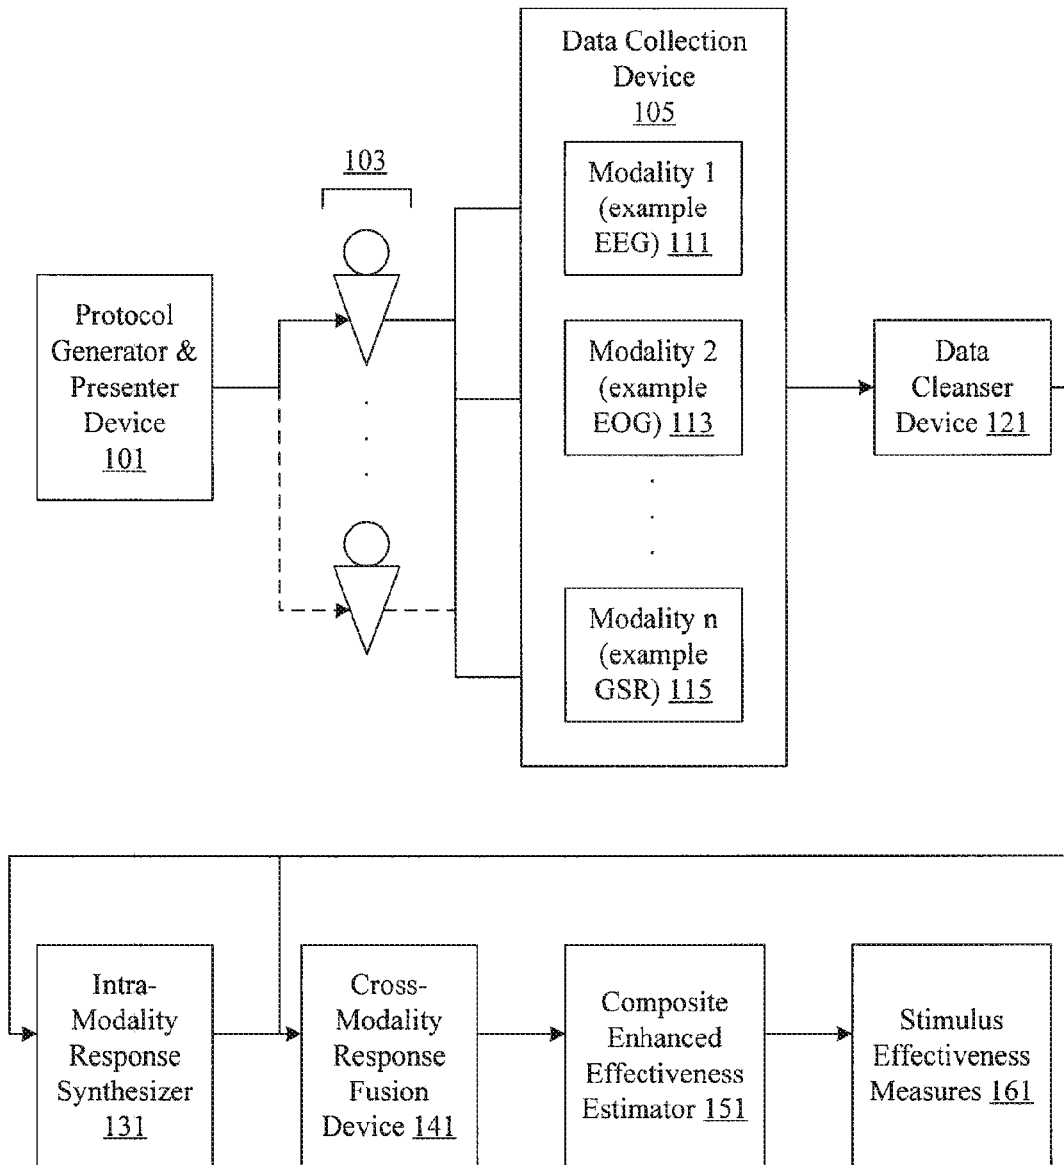 Data Collection
Device
105
103
Modality 1
(example
EEG) 111
Protocol
Generator &
Presenter
Device
101
Modality 2
(example
EOG) 113
Data
Cleanser
Device 121
Modality n
(example
GSR) 115
Intra-
Modality
Response
Synthesizer
131
Cross-
Modality
Response
Fusion
Device 141
Composite
Enhanced
Effectiveness
Estimator 151
Stimulus
Effectiveness
Measures 161